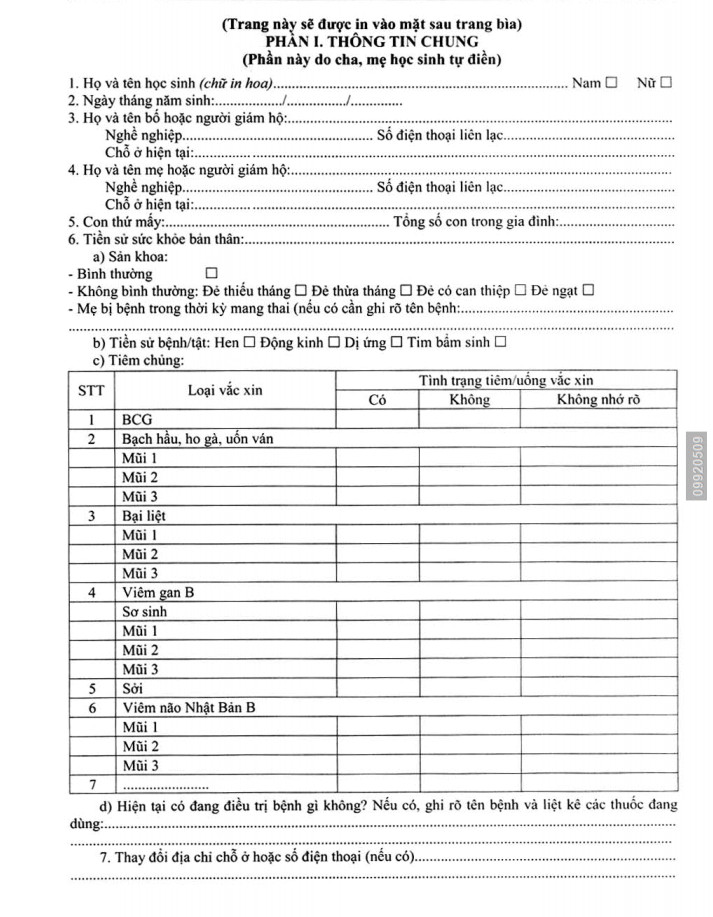 (Trang này sẽ được in vào mặt sau trang bìa)
PHẦN I. THÔNG TIN CHUNG
(Phần này do cha, mẹ học sinh tự điền)
1. Họ và tên học sinh (chữ in hoa)........................................ Nam ☐ Nữ ☐
2. Ngày tháng năm sinh:.................../................../...............
3. Họ và tên bố hoặc người giám hộ:........................................
Nghề nghiệp........................................ Số điện thoại liên lạc........................................
Chỗ ở hiện tại:........................................
4. Họ và tên mẹ hoặc người giám hộ:........................................
Nghề nghiệp........................................ Số điện thoại liên lạc........................................
Chỗ ở hiện tại:........................................
5. Con thứ mấy:........................................ Tổng số con trong gia đình:..............................
6. Tiền sử sức khỏe bản thân:........................................
a) Sản khoa:
- Bình thường ☐
- Không bình thường: Đẻ thiếu tháng ☐ Đẻ thừa tháng ☐ Đẻ có can thiệp ☐ Đẻ ngạt ☐
- Mẹ bị bệnh trong thời kỳ mang thai (nếu có cần ghi rõ tên bệnh:........................................
........................................
b) Tiền sử bệnh/tật: Hen ☐ Động kinh ☐ Dị ứng ☐ Tim bẩm sinh ☐
c) Tiêm chủng:
STT Loại vắc xin Tình trạng tiêm/uống vắc xin
Có Không Không nhớ rõ
1 BCG
2 Bạch hầu, ho gà, uốn ván
Mũi 1
Mũi 2
Mũi 3
3 Bại liệt
Mũi 1
Mũi 2
Mũi 3
4 Viêm gan B
Sơ sinh
Mũi 1
Mũi 2
Mũi 3
5 Sởi
6 Viêm não Nhật Bản B
Mũi 1
Mũi 2
Mũi 3
7 ........................
d) Hiện tại có đang điều trị bệnh gì không? Nếu có, ghi rõ tên bệnh và liệt kê các thuốc đang
dùng:........................................
........................................
7. Thay đổi địa chỉ chỗ ở hoặc số điện thoại (nếu có)........................................
........................................
09920509